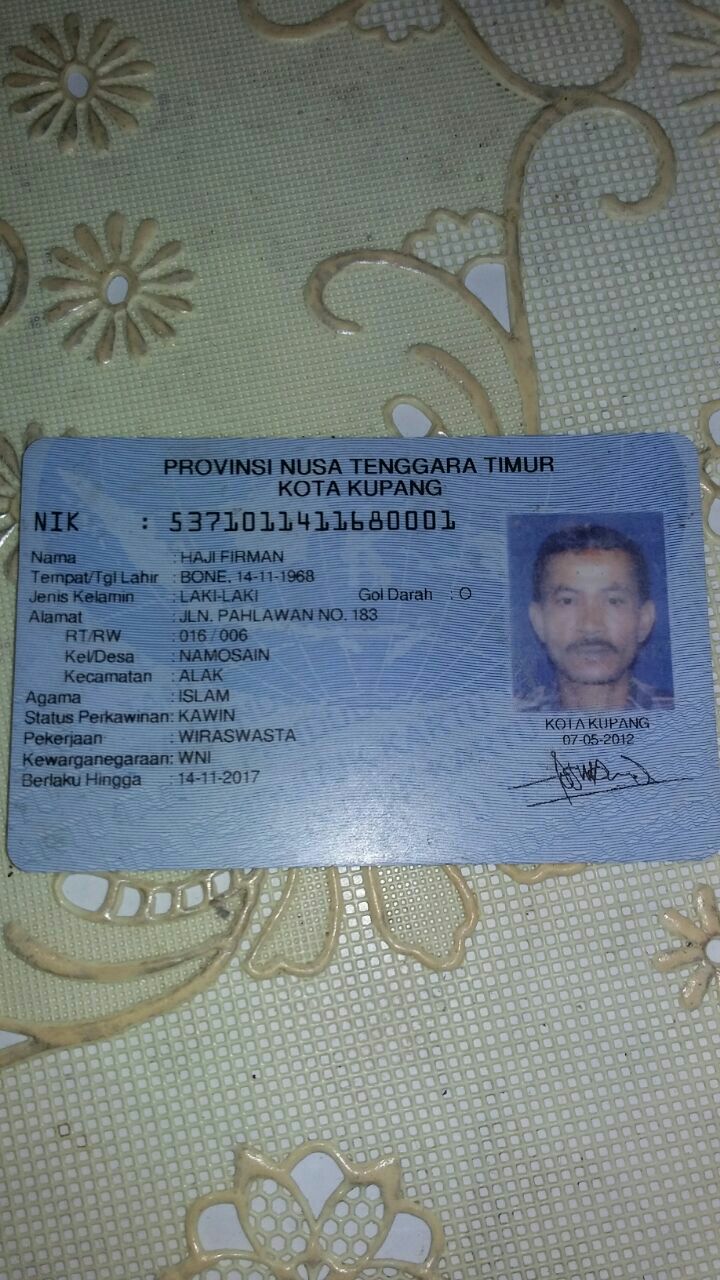 PROVINSI NUSA TENGGARA TIMUR
KOTA KUPANG
NIK : 5371011411680001
Nama : HAJI FIRMAN
Tempat/Tgl Lahir : BONE, 14-11-1968
Jenis Kelamin : LAKI-LAKI Gol Darah : O
Alamat : JLN. PAHLAWAN NO. 183
RT/RW : 016 / 006
Kel/Desa : NAMOSAIN
Kecamatan : ALAK
Agama : ISLAM
Status Perkawinan: KAWIN
Pekerjaan : WIRASWASTA
Kewarganegaraan: WNI
Berlaku Hingga : 14-11-2017
KOTA KUPANG
07-05-2012